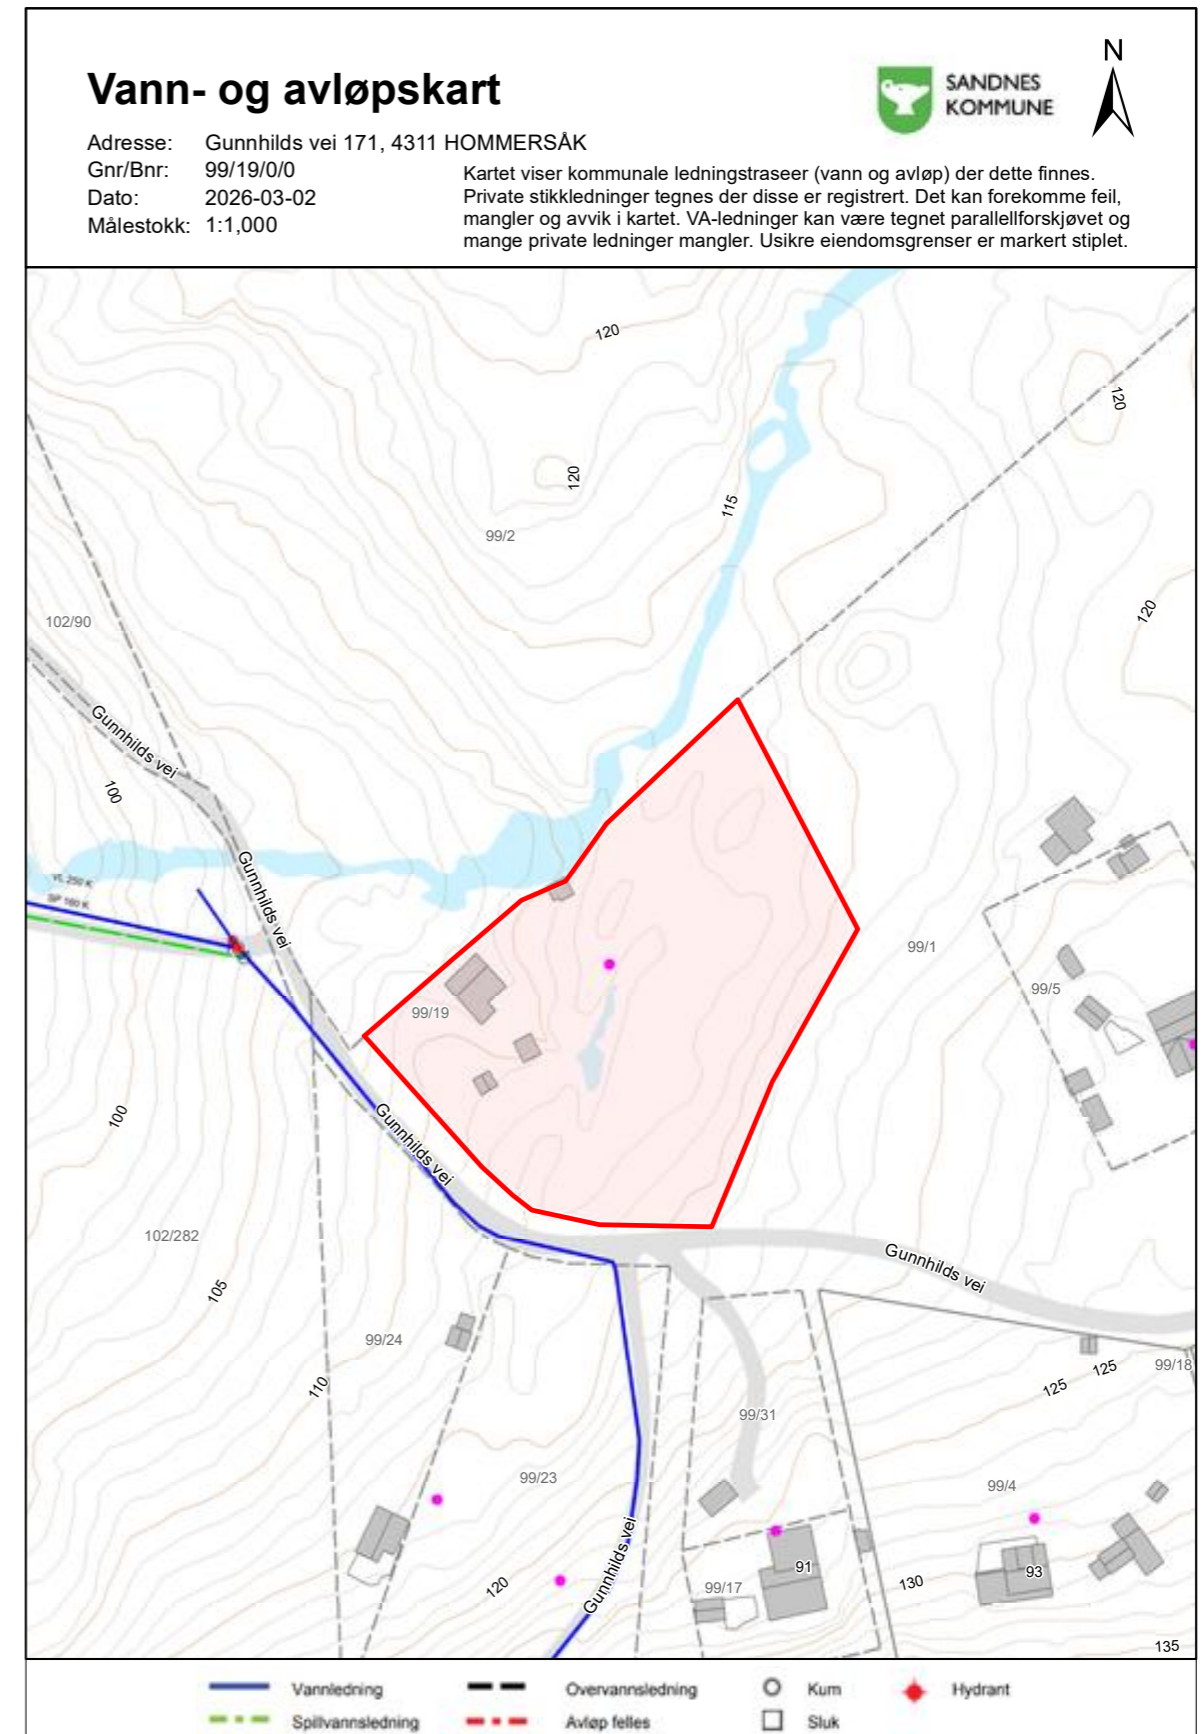 Vann- og avløpskart
SANDNES
KOMMUNE
N
Adresse: Gunnhilds vei 171, 4311 HOMMERSÅK
Gnr/Bnr: 99/19/0/0
Dato: 2026-03-02
Målestokk: 1:1,000
Kartet viser kommunale ledningstraseer (vann og avløp) der dette finnes.
Private stikkledninger tegnes der disse er registrert. Det kan forekomme feil,
mangler og avvik i kartet. VA-ledninger kan være tegnet parallellforskjøvet og
mange private ledninger mangler. Usikre eiendomsgrenser er markert stiplet.
120
120
120
115
99/2
120
102/90
Gunnhilds vei
100
Gunnhilds vei
VL 250 K
SP 160 K
99/1
99/5
99/19
100
Gunnhilds vei
102/282
Gunnhilds vei
105
99/24
99/18
125
125
110
99/31
99/23
99/4
Gunnhilds vei
91
93
120
99/17
130
135
Vannledning
Overvannsledning
Kum
Hydrant
Spillvannsledning
Avløp felles
Sluk